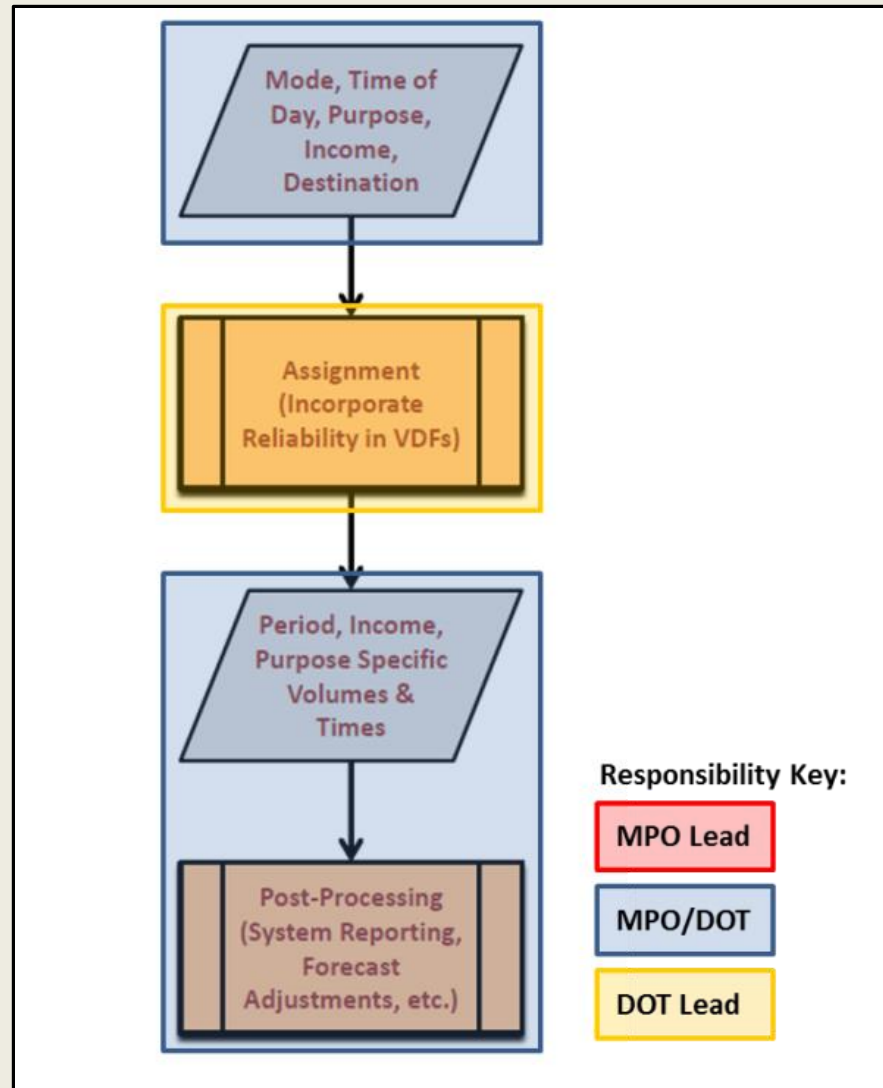 Mode, Time of
Day, Purpose,
Income,
Destination
Assignment
(Incorporate
Reliability in VDFs)
Period, Income,
Purpose Specific
Volumes &
Times
Post-Processing
(System Reporting,
Forecast
Adjustments, etc.)
Responsibility Key:
MPO Lead
MPO/DOT
DOT Lead